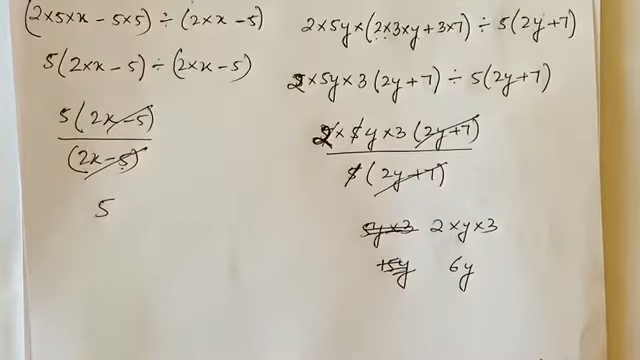 (2×5×x − 5×5) ÷ (2×x − 5)
5(2×x − 5) ÷ (2×x − 5)
5(2x − 5)
(2x − 5)
5
2×5y×(2×3×y + 3×7) ÷ 5(2y + 7)
2×5y×3(2y + 7) ÷ 5(2y + 7)
2×5y×3(2y + 7)
5(2y + 7)
5y×3 2×y×3
15y 6y